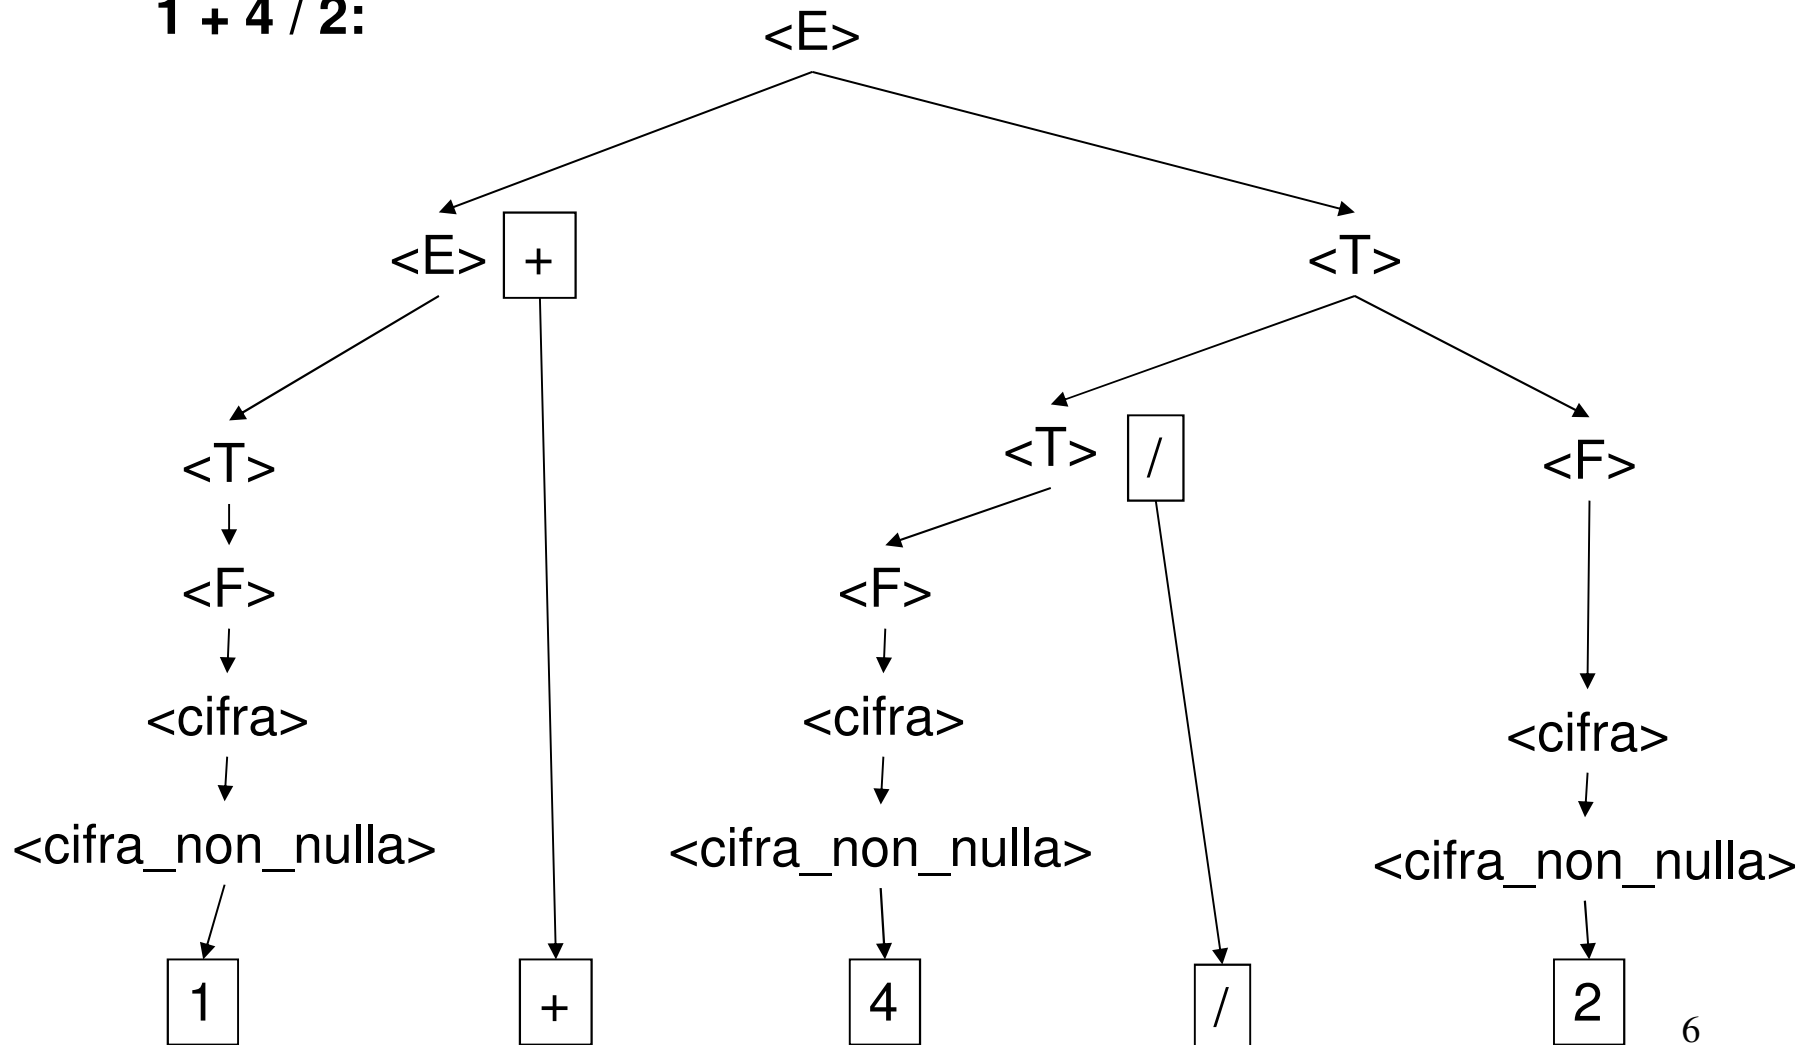 1 + 4 / 2:
<E>
<E> + <T>
<T> / <F>
<T>
<F> <F>
<cifra> <cifra> <cifra>
<cifra_non_nulla> <cifra_non_nulla> <cifra_non_nulla>
1 + 4 / 2
6